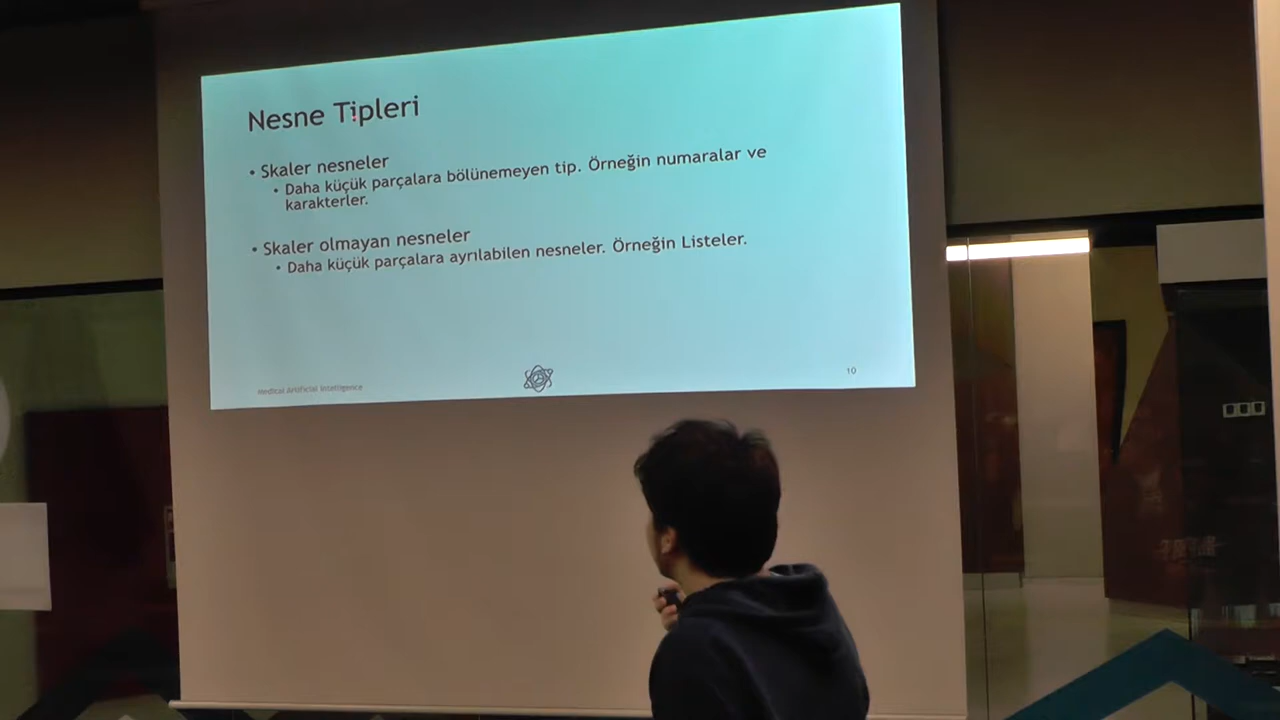 Nesne Tipleri
• Skaler nesneler
• Daha küçük parçalara bölünemeyen tip. Örneğin numaralar ve
karakterler.
• Skaler olmayan nesneler
• Daha küçük parçalara ayrılabilen nesneler. Örneğin Listeler.
Medical Artificial Intelligence
10